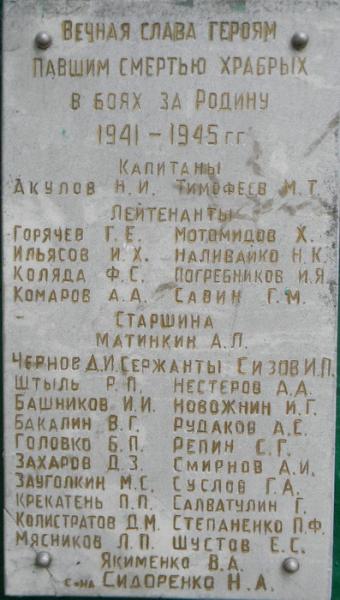 Вечная слава героям
павшим смертью храбрых
в боях за Родину
1941 – 1945 гг
Капитаны
Акулов Н. И. Тимофеев М. Т.
Лейтенанты
Горячев Г. Е. Мотомидов Х.
Ильясов И. Х. Наливайко Н. К.
Коляда Ф. С. Погребников И. Я.
Комаров А. А. Савин Г. М.
Старшина
Матинкин А. П.
Чернов Д. И. Сержанты Сизов И. П.
Штыль Р. П. Нестеров А. А.
Башников И. И. Новожнин И. Г.
Бакалин В. Г. Рудаков А. Е.
Головко Б. П. Репин С. Г.
Захаров Д. З. Смирнов А. И.
Зауголкин М. С. Суслов Г. А.
Крекатень П. П. Салватулин Г.
Колистратов Д. М. Степаненко П. Ф.
Мясников Л. П. Шустов Е. С.
Якименко В. А.
с-на Сидоренко Н. А.